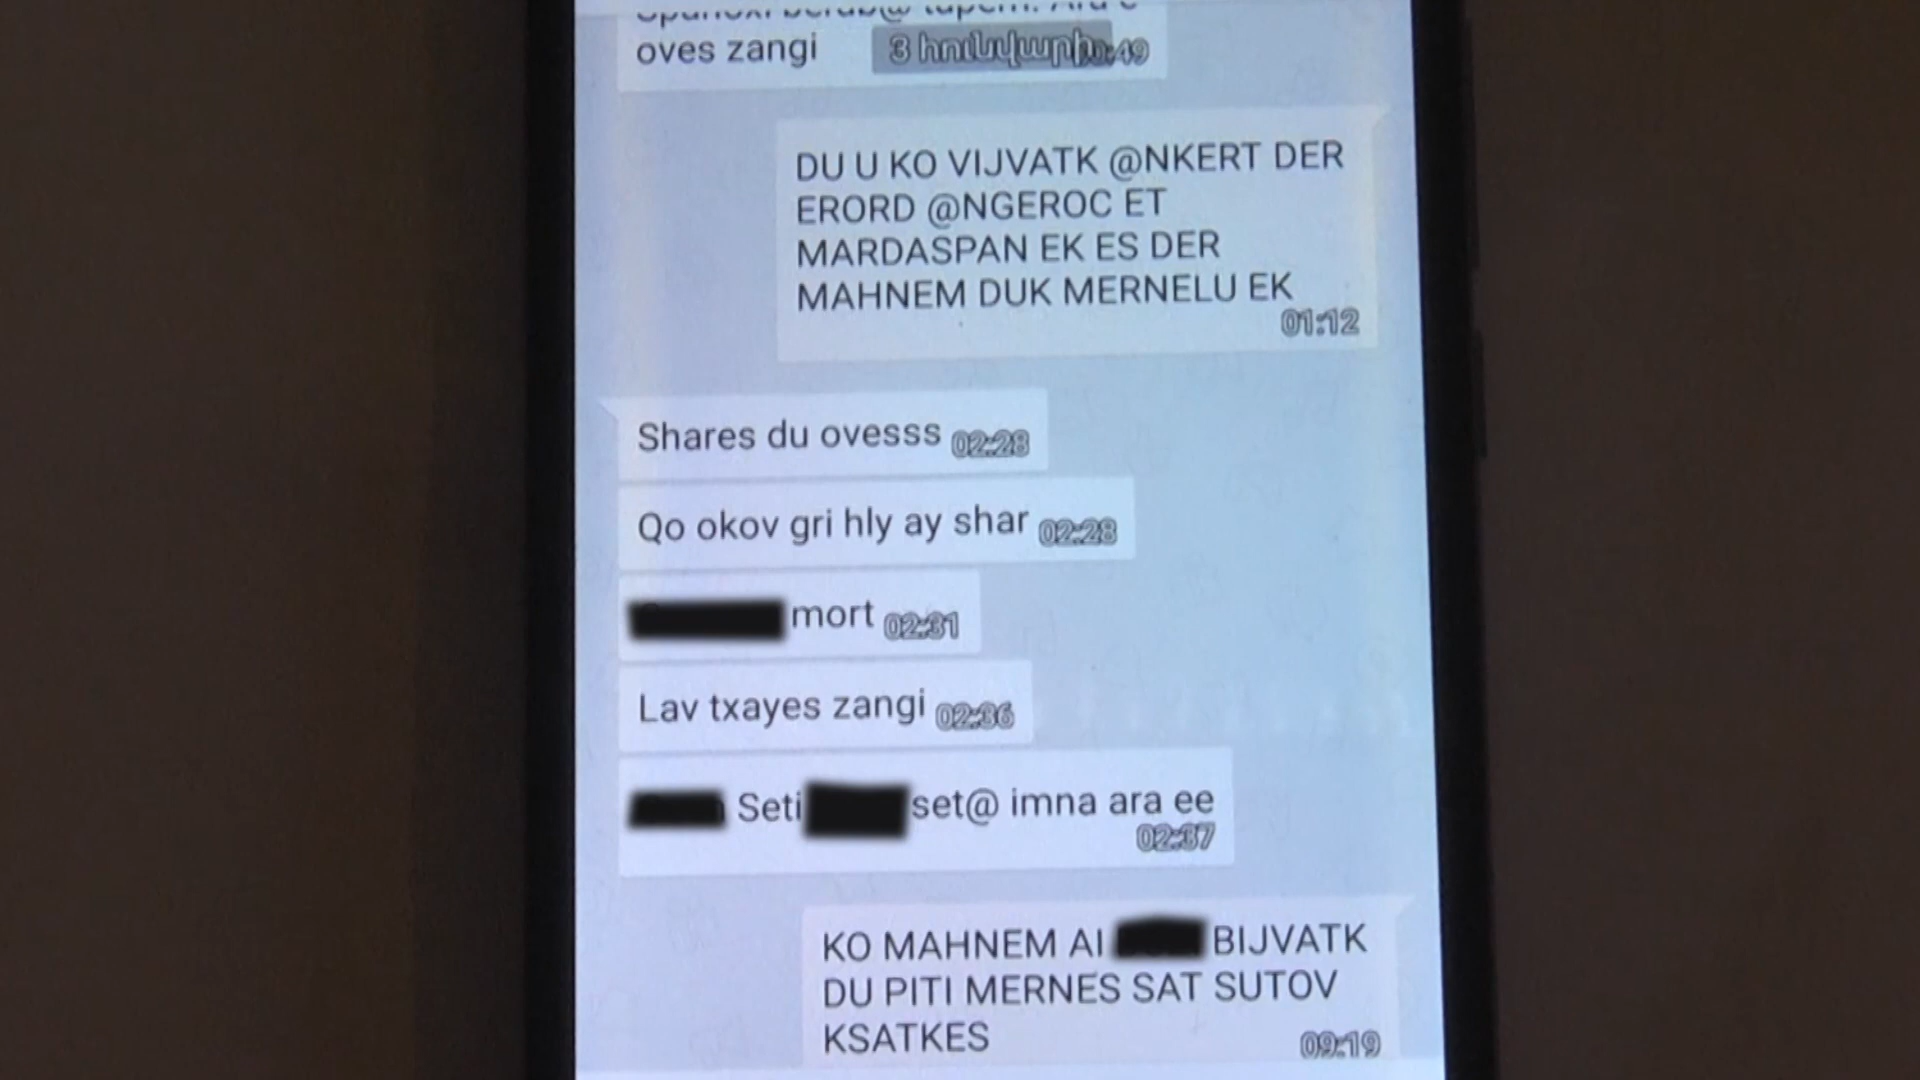 oves zangi
3 հունվարի
DU U KO VIJVATK @NKERT DER
ERORD @NGEROC ET
MARDASPAN EK ES DER
MAHNEM DUK MERNELU EK
01:12
Shares du ovesss 02:28
Qo okov gri hly ay shar 02:28
mort 02:31
Lav txayes zangi 02:36
Seti set@ imna ara ee
02:37
KO MAHNEM AI BIJVATK
DU PITI MERNES SAT SUTOV
KSATKES 09:19